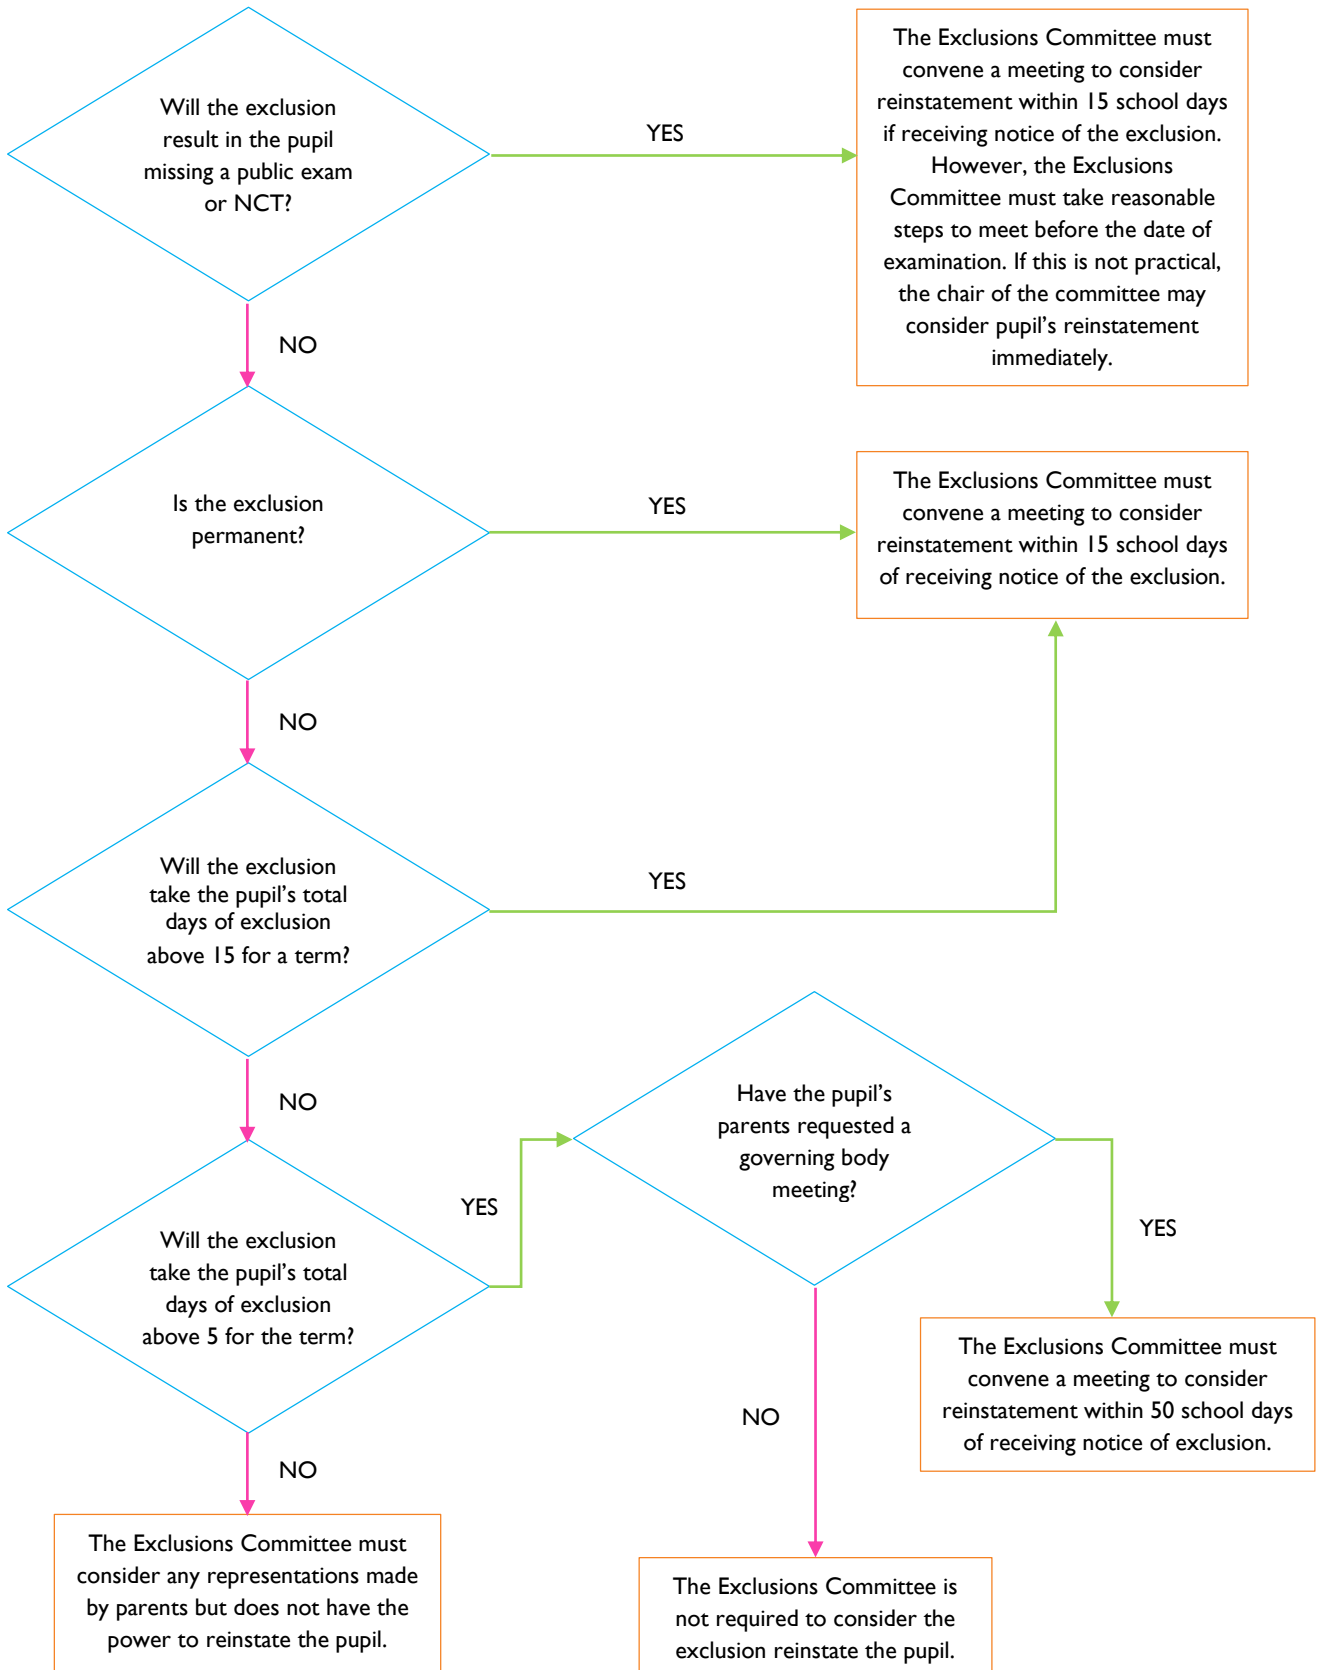 Will the exclusion
result in the pupil
missing a public exam
or NCT?
YES
The Exclusions Committee must
convene a meeting to consider
reinstatement within 15 school days
if receiving notice of the exclusion.
However, the Exclusions
Committee must take reasonable
steps to meet before the date of
examination. If this is not practical,
the chair of the committee may
consider pupil’s reinstatement
immediately.
NO
Is the exclusion
permanent?
YES
The Exclusions Committee must
convene a meeting to consider
reinstatement within 15 school days
of receiving notice of the exclusion.
NO
Will the exclusion
take the pupil’s total
days of exclusion
above 15 for a term?
YES
NO
Will the exclusion
take the pupil’s total
days of exclusion
above 5 for the term?
YES
Have the pupil’s
parents requested a
governing body
meeting?
YES
The Exclusions Committee must
convene a meeting to consider
reinstatement within 50 school days
of receiving notice of exclusion.
NO
The Exclusions Committee is
not required to consider the
exclusion reinstate the pupil.
NO
The Exclusions Committee must
consider any representations made
by parents but does not have the
power to reinstate the pupil.